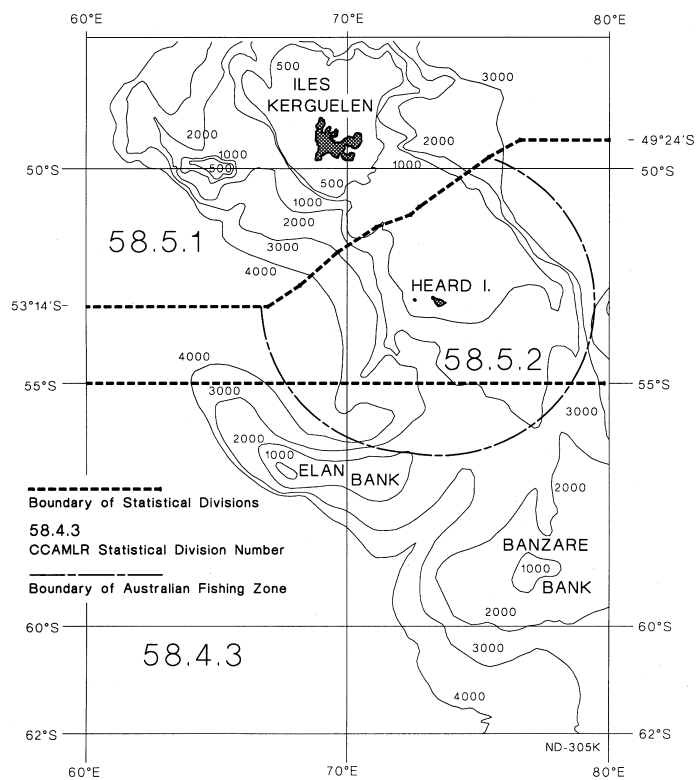 60°E 70°E 80°E
500
3000
ILES
KERGUELEN
2000
2000
49°24'S
1000
1000
50°S
500
50°S
500
1000
2000
58.5.1
3000
4000
HEARD I.
53°14'S
58.5.2
4000
55°S
55°S
3000
3000
2000
1000
ELAN BANK
2000
Boundary of Statistical Divisions
58.4.3
CCAMLR Statistical Division Number
BANZARE
1000
BANK
Boundary of Australian Fishing Zone
2000
60°S
60°S
3000
58.4.3
4000
62°S
62°S
ND-305K
60°E 70°E 80°E